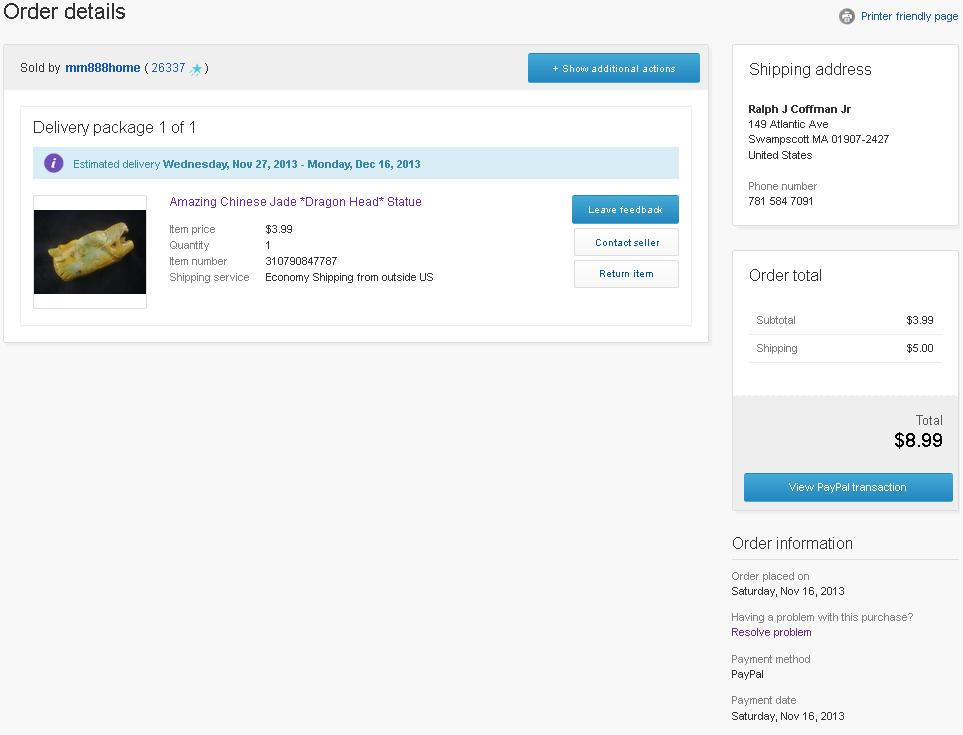 Order details
Printer friendly page
Sold by mm888home ( 26337 )
+ Show additional actions
Delivery package 1 of 1
i Estimated delivery Wednesday, Nov 27, 2013 - Monday, Dec 16, 2013
Amazing Chinese Jade *Dragon Head* Statue
Item price $3.99
Quantity 1
Item number 310790847787
Shipping service Economy Shipping from outside US
Leave feedback
Contact seller
Return item
Shipping address
Ralph J Coffman Jr
149 Atlantic Ave
Swampscott MA 01907-2427
United States
Phone number
781 584 7091
Order total
Subtotal $3.99
Shipping $5.00
Total
$8.99
View PayPal transaction
Order information
Order placed on
Saturday, Nov 16, 2013
Having a problem with this purchase?
Resolve problem
Payment method
PayPal
Payment date
Saturday, Nov 16, 2013